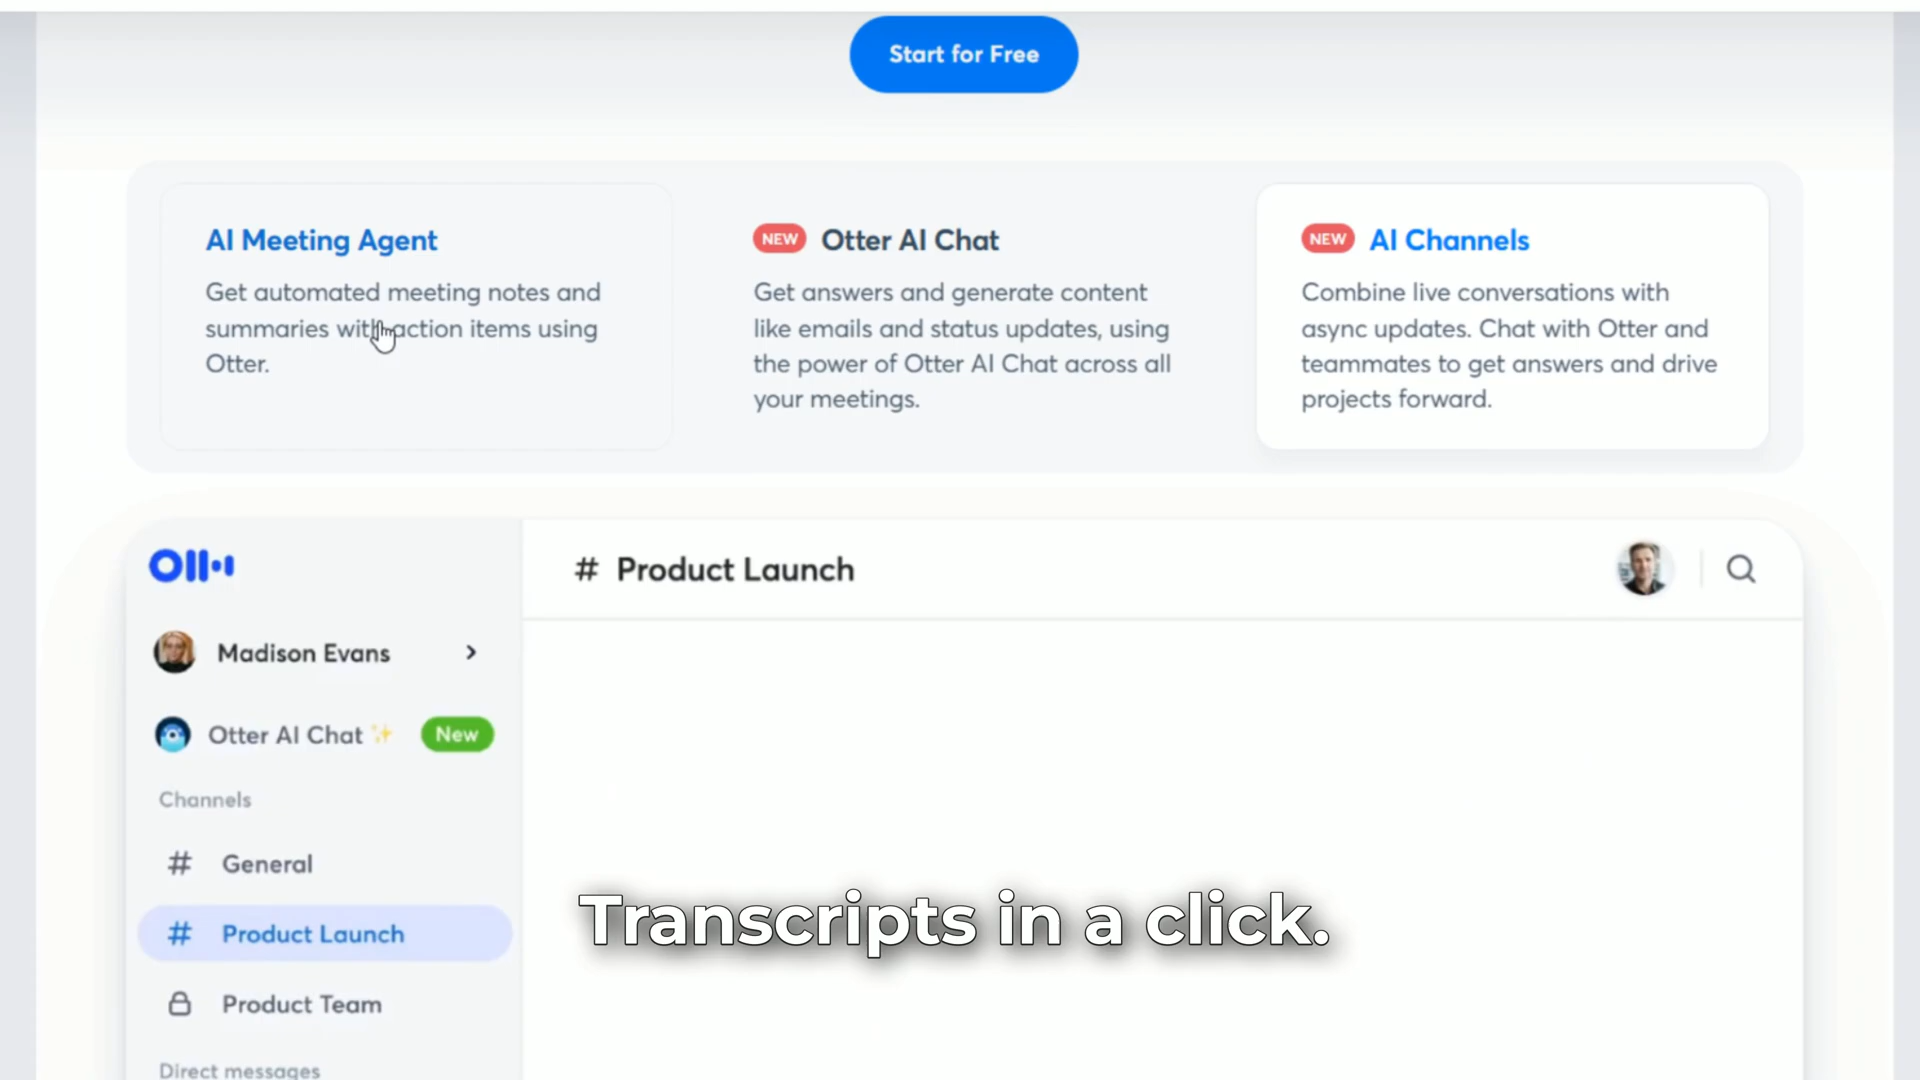 Start for Free
AI Meeting Agent
Get automated meeting notes and
summaries with action items using
Otter.
NEW Otter AI Chat
Get answers and generate content
like emails and status updates, using
the power of Otter AI Chat across all
your meetings.
NEW AI Channels
Combine live conversations with
async updates. Chat with Otter and
teammates to get answers and drive
projects forward.
# Product Launch
Madison Evans
Otter AI Chat ✨ New
Channels
# General
# Product Launch
Product Team
Direct messages
Transcripts in a click.